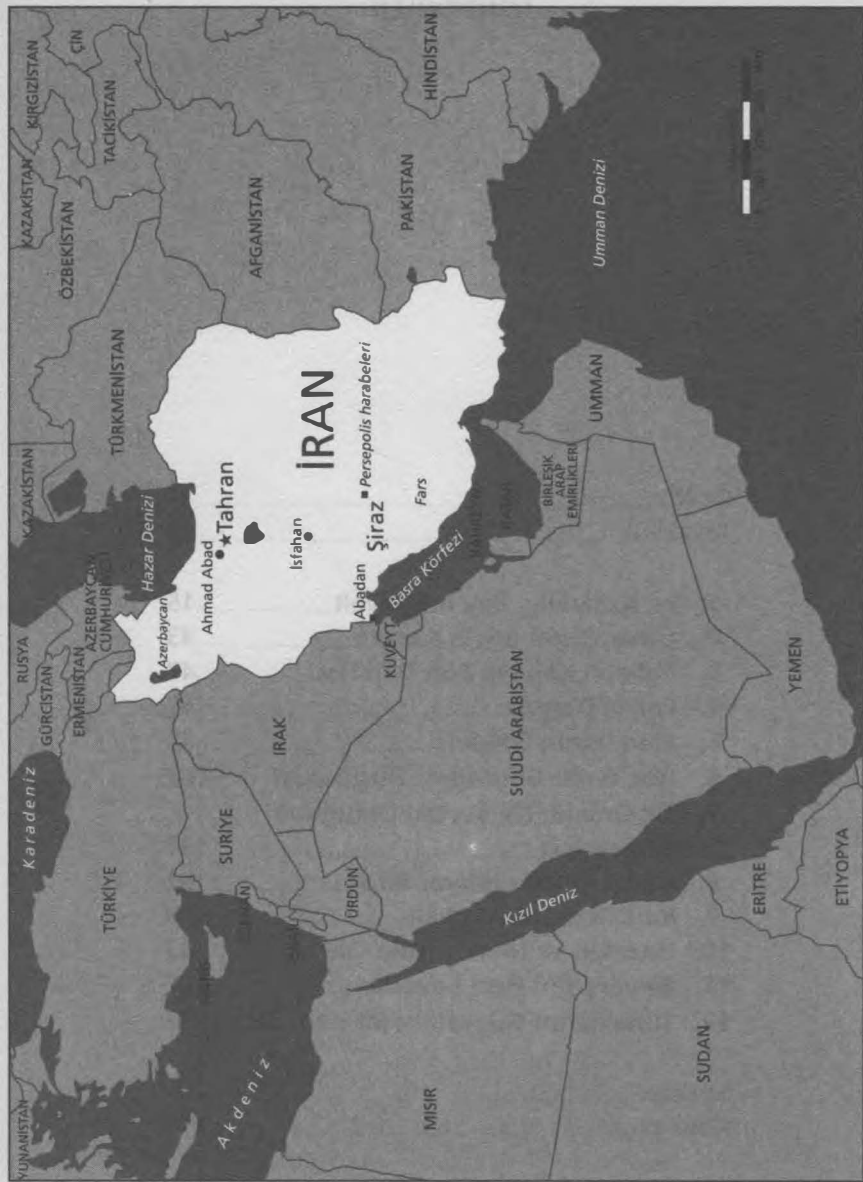 YUNANİSTAN
Karadeniz
RUSYA
GÜRCİSTAN
ERMENİSTAN
AZERBAYCAN
CUMHURİYETİ
KAZAKİSTAN
Hazar Denizi
TÜRKMENİSTAN
ÖZBEKİSTAN
KAZAKİSTAN
KIRGIZİSTAN
ÇİN
TACİKİSTAN
TÜRKİYE
Azerbaycan
Ahmad Abad
Tahran
AFGANİSTAN
Akdeniz
SURİYE
IRAK
Isfahan
İRAN
ÜRDÜN
Abadan
Şiraz
Persepolis harabeleri
PAKİSTAN
HİNDİSTAN
KUVEYT
Basra Körfezi
Fars
MISIR
SUUDİ ARABİSTAN
BİRLEŞİK
ARAP
EMİRLİKLERİ
UMMAN
Umman Denizi
Kızıl Deniz
SUDAN
ERİTRE
YEMEN
ETİYOPYA